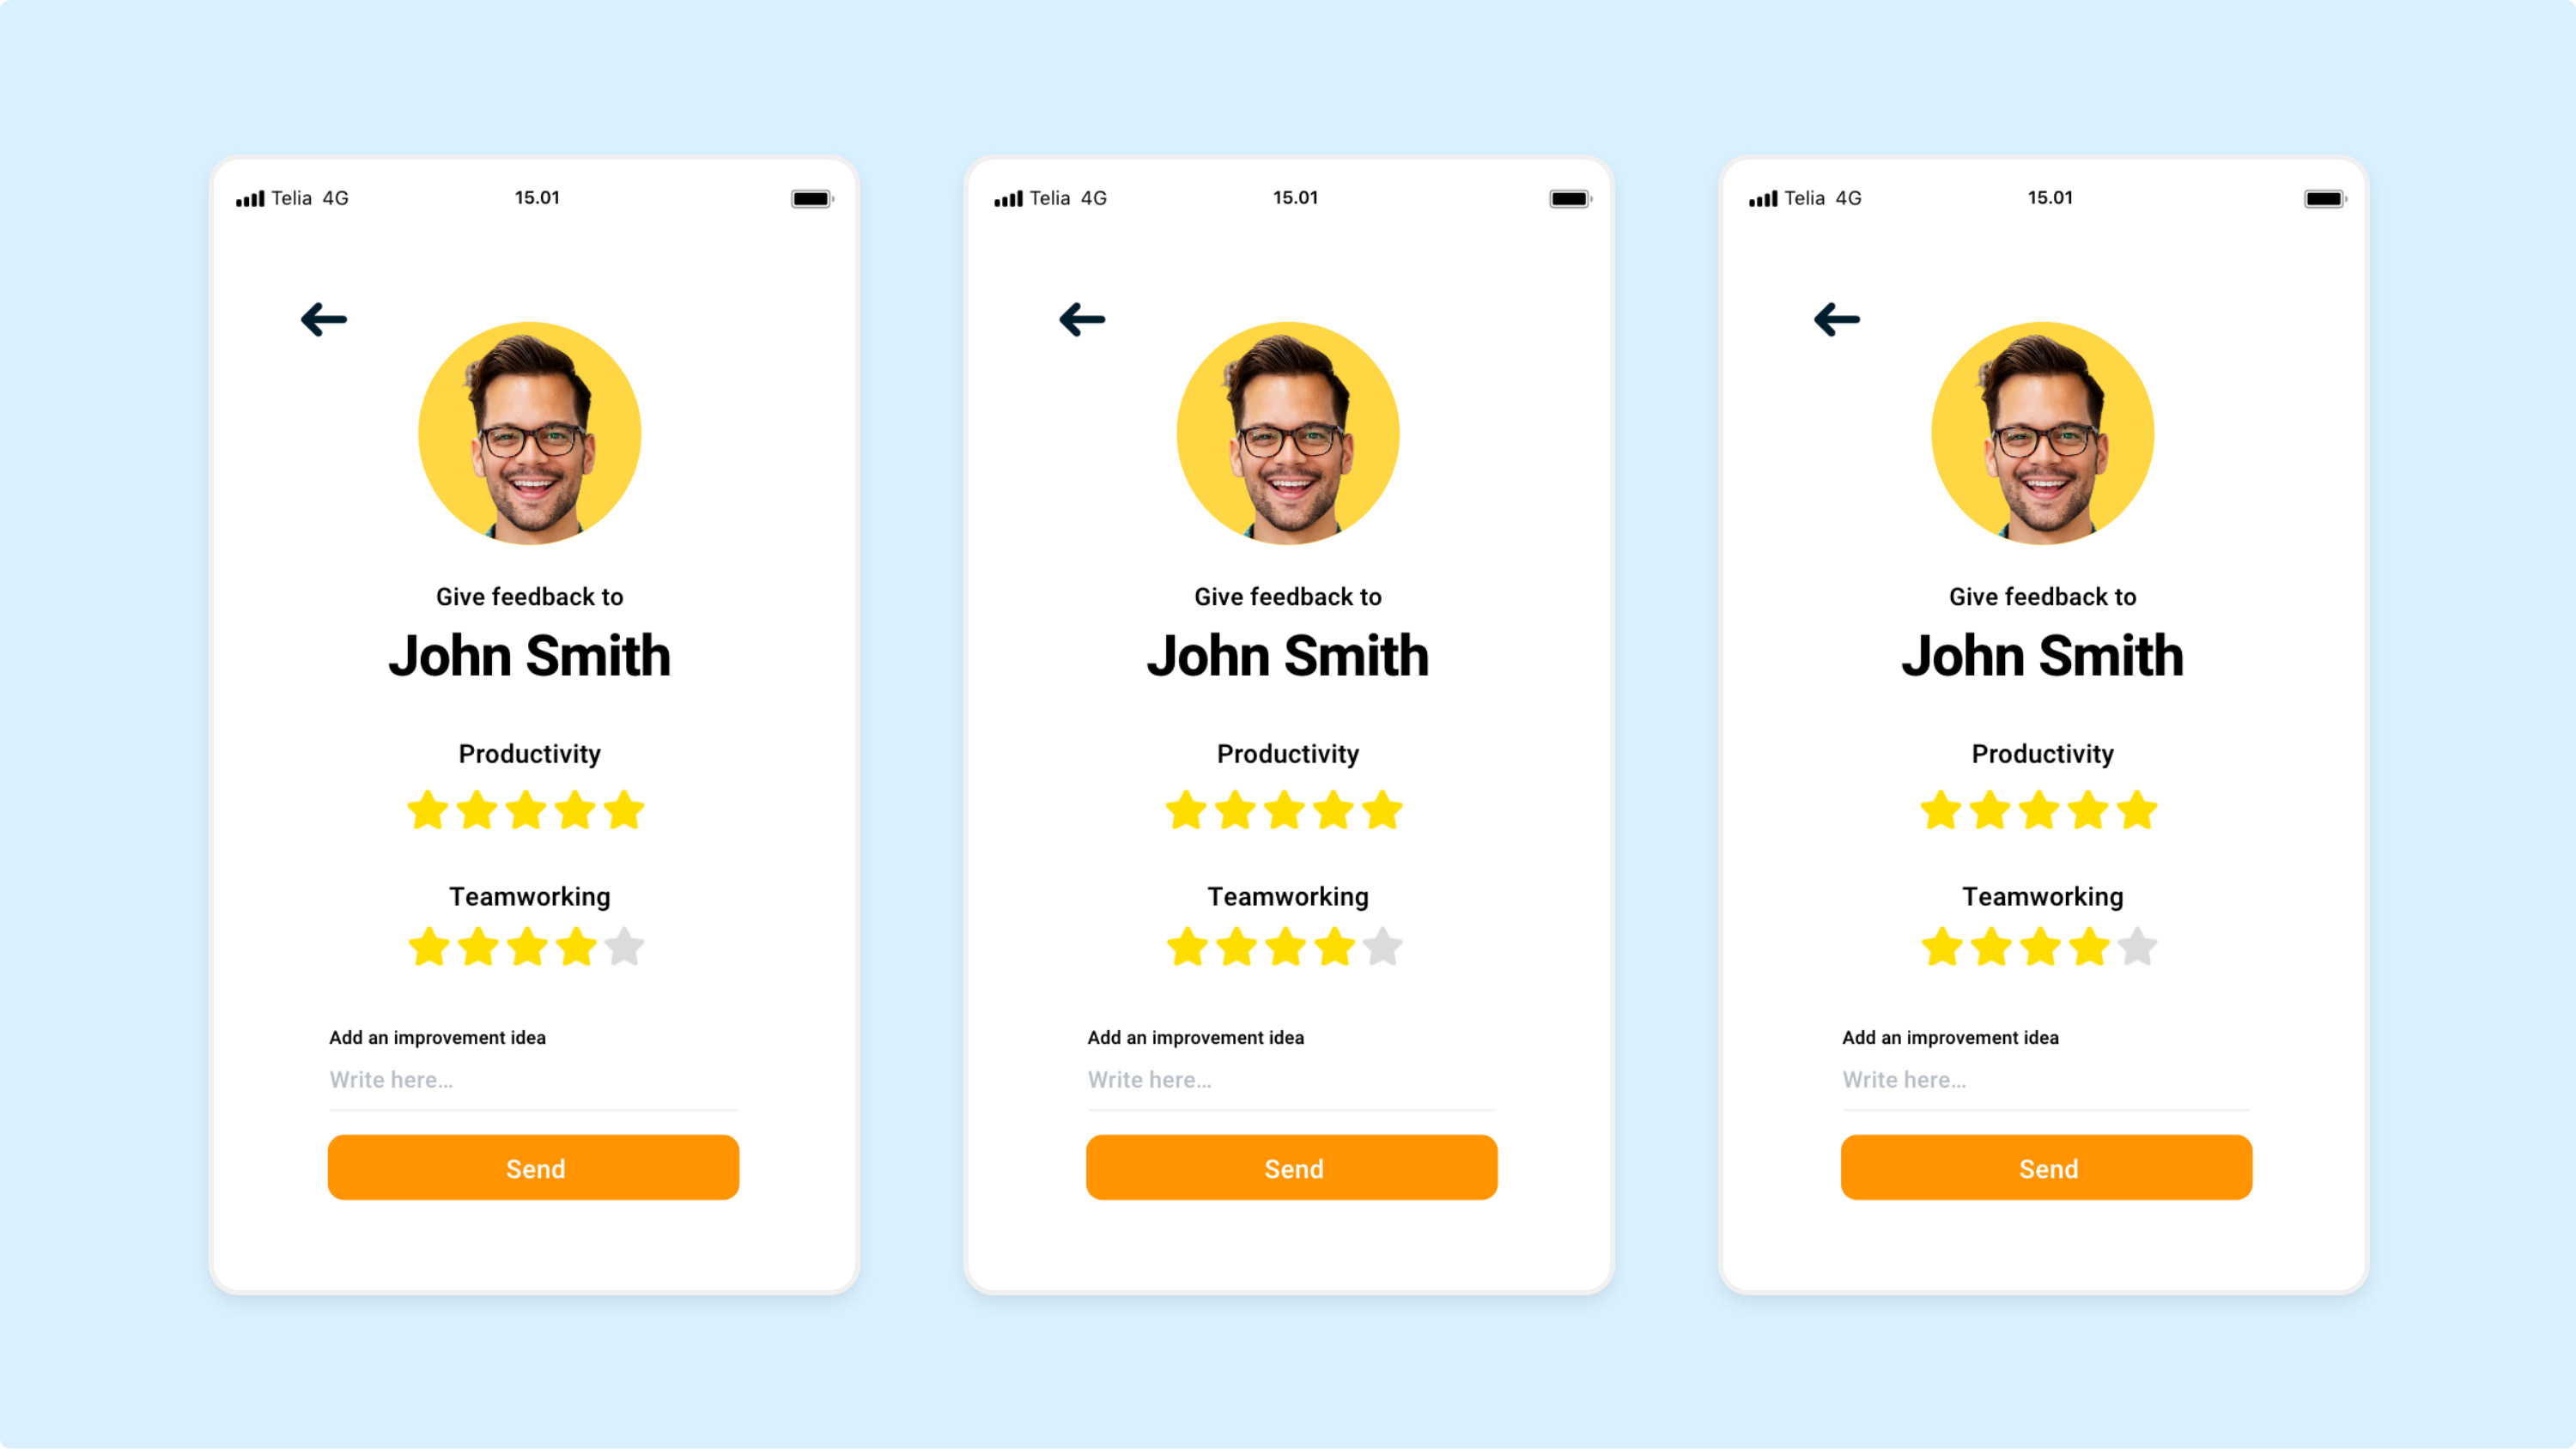 Telia 4G 15.01
Give feedback to
John Smith
Productivity
Teamworking
Add an improvement idea
Write here...
Send
Telia 4G 15.01
Give feedback to
John Smith
Productivity
Teamworking
Add an improvement idea
Write here...
Send
Telia 4G 15.01
Give feedback to
John Smith
Productivity
Teamworking
Add an improvement idea
Write here...
Send